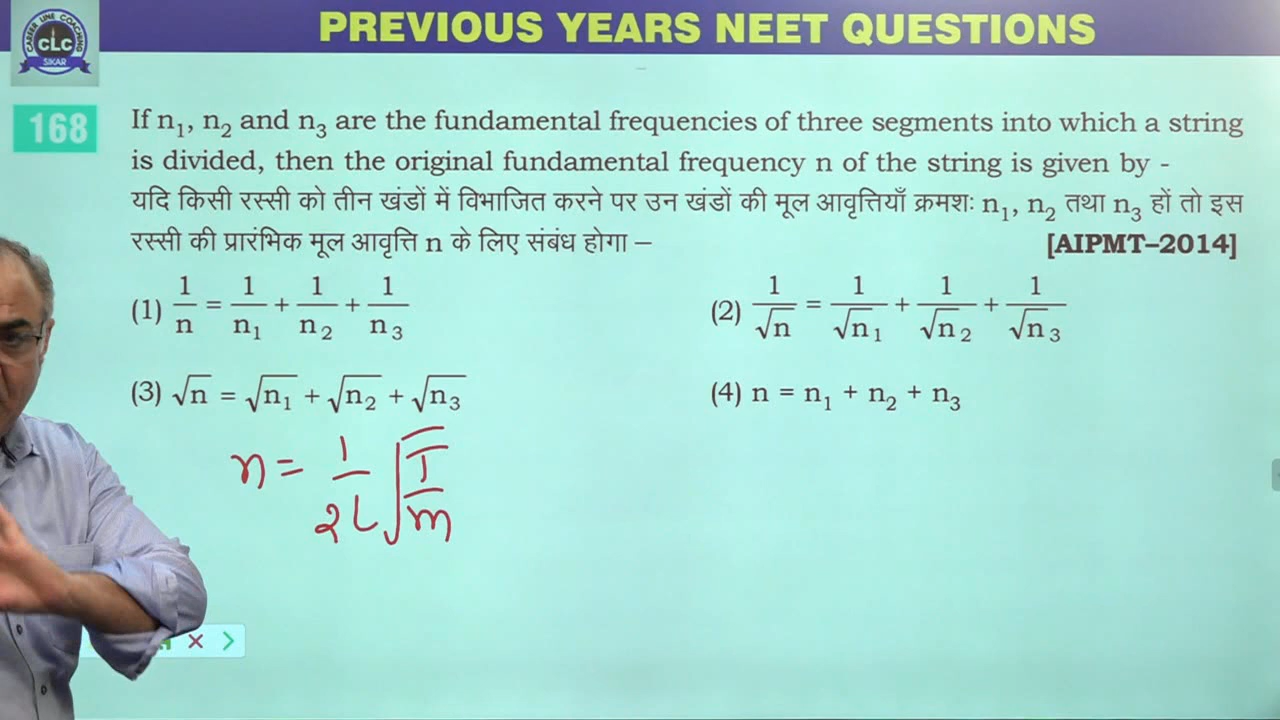 PREVIOUS YEARS NEET QUESTIONS
CAREER LINE COACHING
CLC
SIKAR
168
If n₁, n₂ and n₃ are the fundamental frequencies of three segments into which a string
is divided, then the original fundamental frequency n of the string is given by -
यदि किसी रस्सी को तीन खंडों में विभाजित करने पर उन खंडों की मूल आवृत्तियाँ क्रमशः n₁, n₂ तथा n₃ हों तो इस
रस्सी की प्रारंभिक मूल आवृत्ति n के लिए संबंध होगा – [AIPMT–2014]
(1) 1/n = 1/n₁ + 1/n₂ + 1/n₃
(2) 1/√n = 1/√n₁ + 1/√n₂ + 1/√n₃
(3) √n = √n₁ + √n₂ + √n₃
(4) n = n₁ + n₂ + n₃
n = 1/2L √T/m